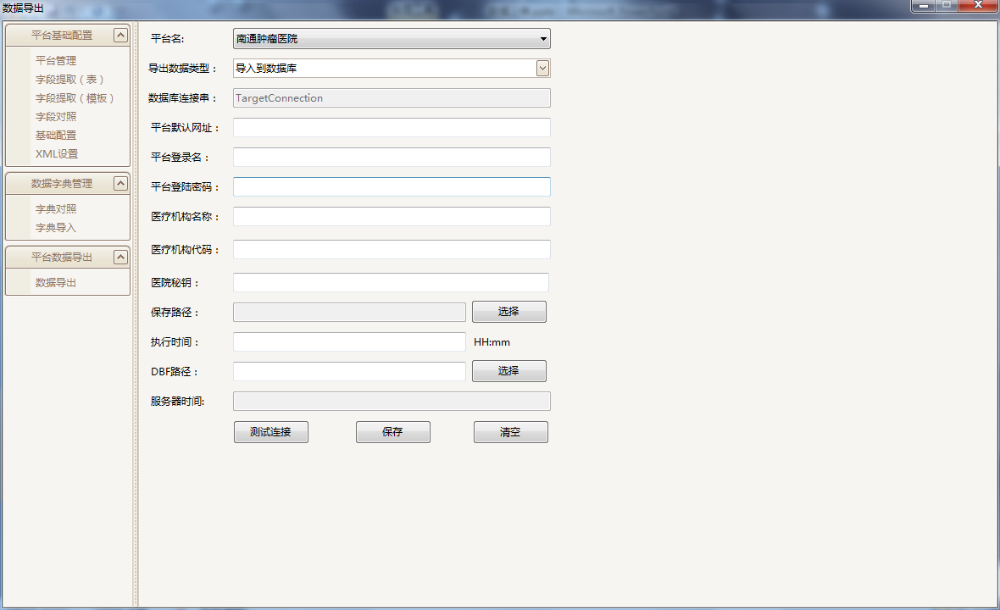 数据导出
平台基础配置
平台管理
字段提取（表）
字段提取（模板）
字段对照
基础配置
XML设置
数据字典管理
字典对照
字典导入
平台数据导出
数据导出
平台名: 南通肿瘤医院
导出数据类型： 导入到数据库
数据库连接串： TargetConnection
平台默认网址：
平台登录名：
平台登陆密码：
医疗机构名称：
医疗机构代码：
医院秘钥：
保存路径： 选择
执行时间： HH:mm
DBF路径： 选择
服务器时间:
测试连接 保存 清空